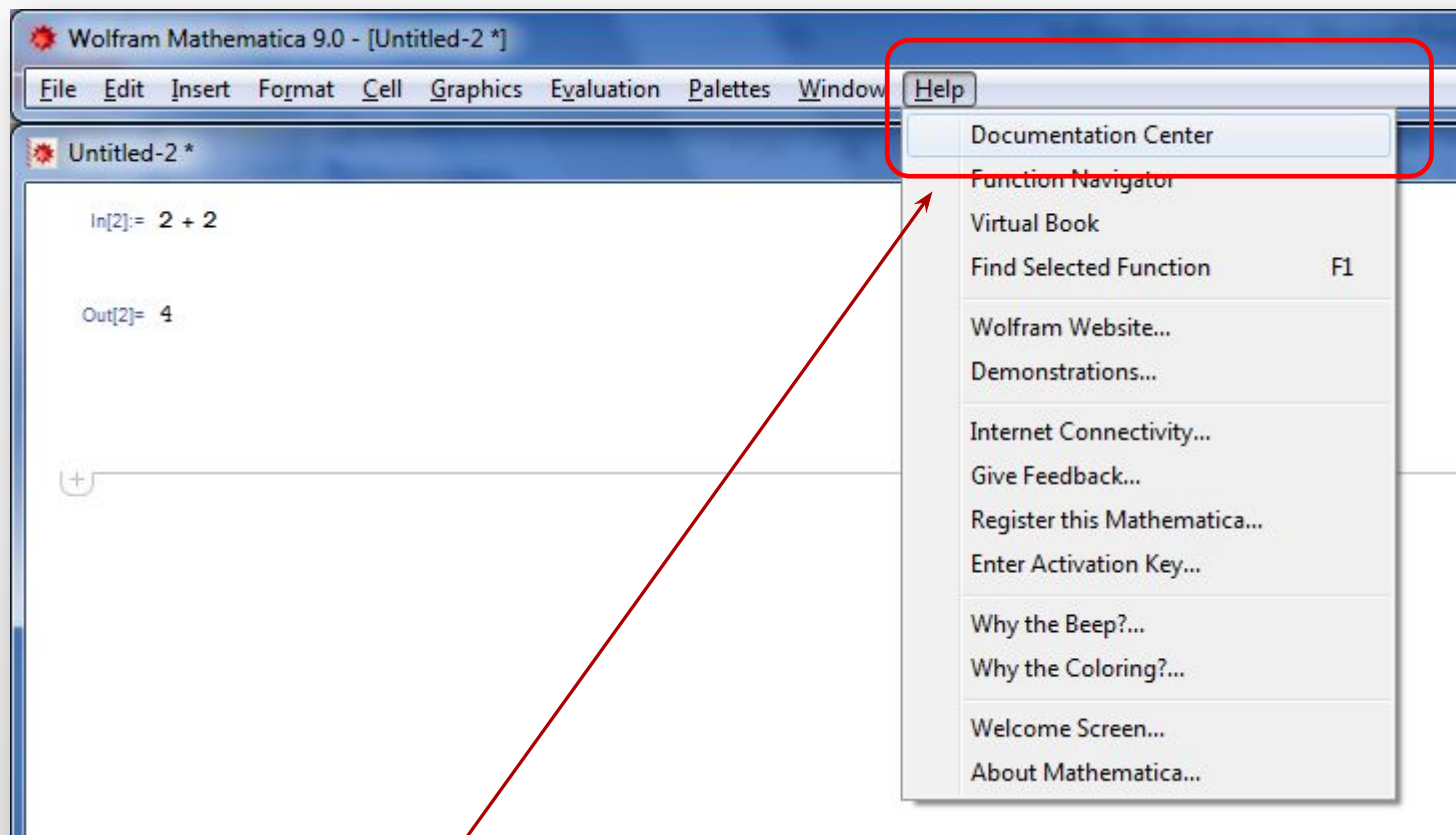 Wolfram Mathematica 9.0 - [Untitled-2 *]
File Edit Insert Format Cell Graphics Evaluation Palettes Window Help
Untitled-2 *
In[2]:= 2 + 2
Out[2]= 4
Documentation Center
Function Navigator
Virtual Book
Find Selected Function F1
Wolfram Website...
Demonstrations...
Internet Connectivity...
Give Feedback...
Register this Mathematica...
Enter Activation Key...
Why the Beep?...
Why the Coloring?...
Welcome Screen...
About Mathematica...